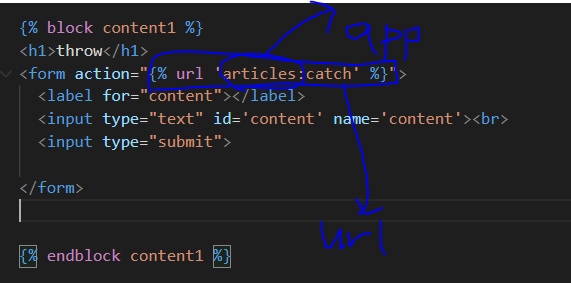 {% block content1 %}
<h1>throw</h1>
app
<form action="{% url 'articles:catch' %}">
<label for="content"></label>
<input type="text" id='content' name='content'><br>
<input type="submit">
</form>
url
{% endblock content1 %}